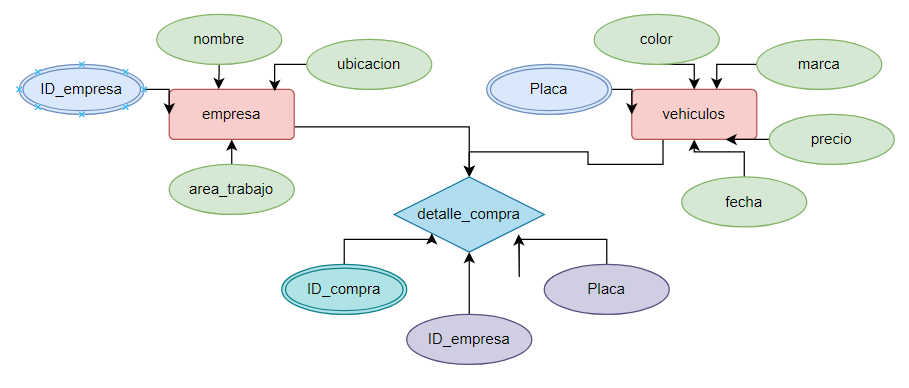 nombre
color
ubicacion
marca
ID_empresa
Placa
empresa
vehiculos
precio
area_trabajo
fecha
detalle_compra
ID_compra
Placa
ID_empresa